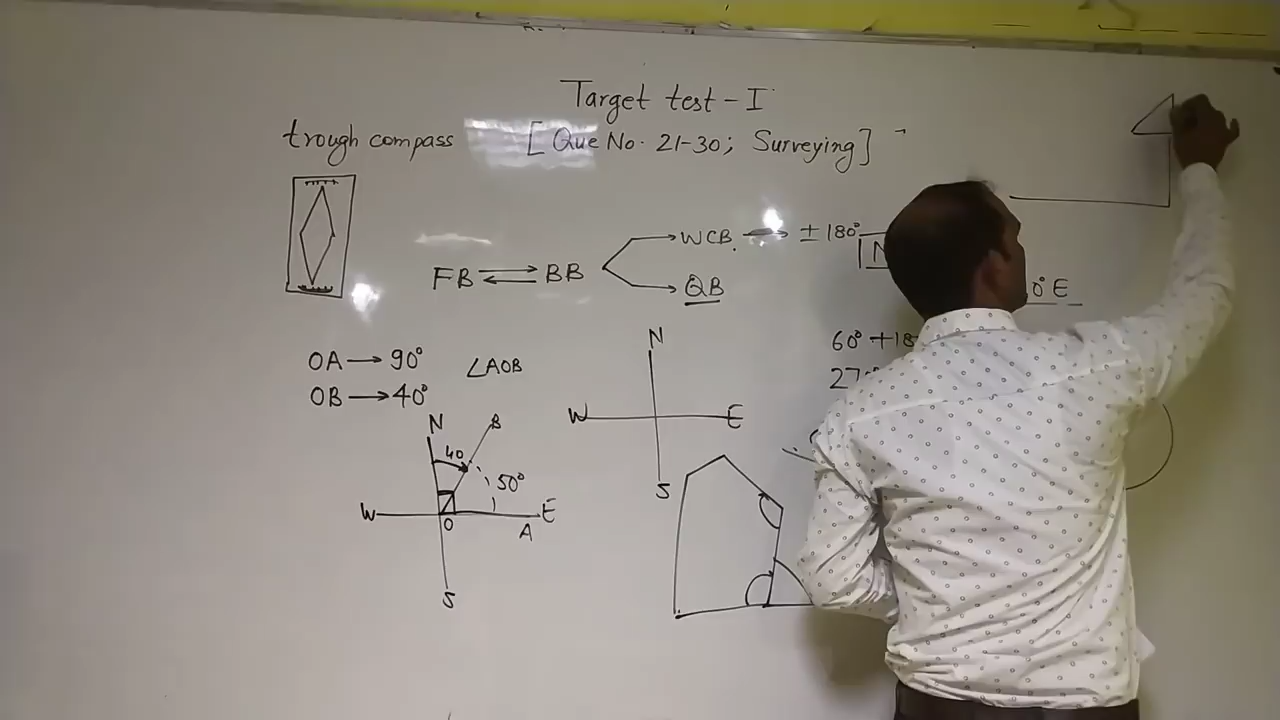 Target test - I
trough compass [Que No. 21-30; Surveying]
FB ⇌ BB
WCB → ± 180°
QB
N
0° E
60° + 18
27
OA → 90° ∠AOB
OB → 40°
N
W E
S
N
B
40
50°
W O A E
S